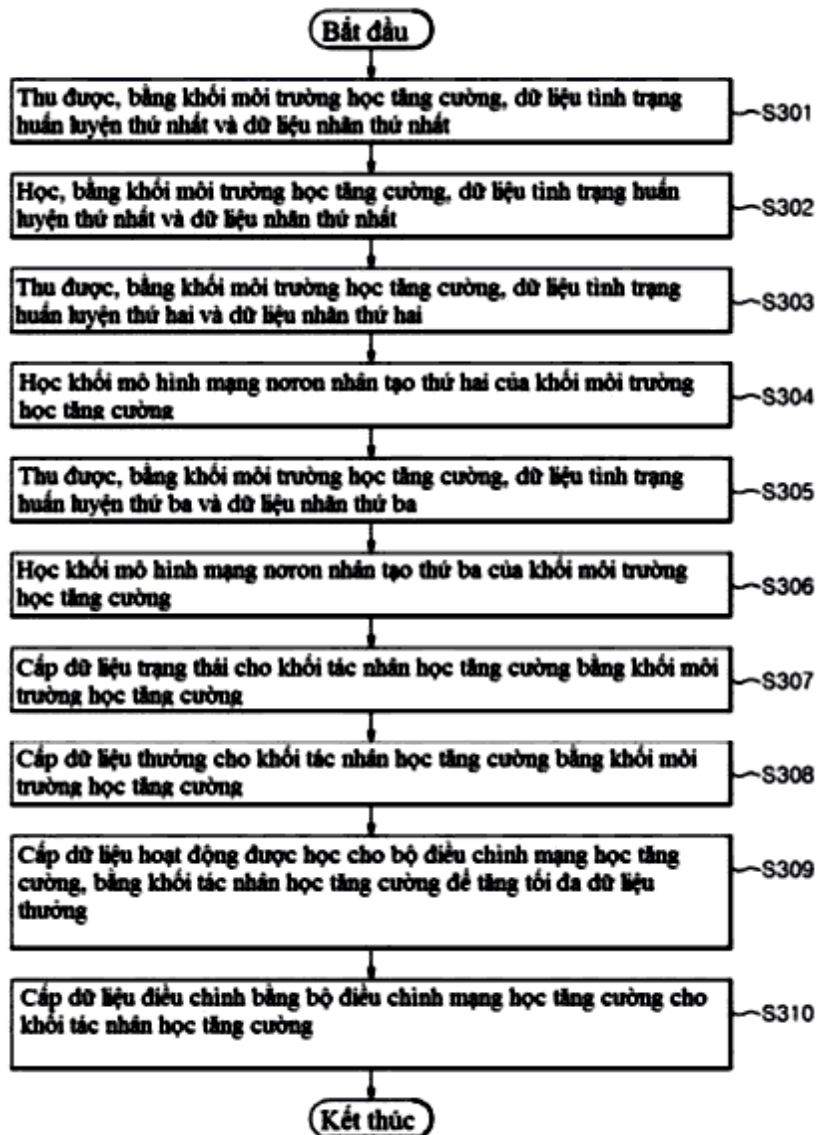 Bắt đầu
Thu được, bằng khối môi trường học tăng cường, dữ liệu tình trạng
huấn luyện thứ nhất và dữ liệu nhãn thứ nhất
S301
Học, bằng khối môi trường học tăng cường, dữ liệu tình trạng huấn
luyện thứ nhất và dữ liệu nhãn thứ nhất
S302
Thu được, bằng khối môi trường học tăng cường, dữ liệu tình trạng
huấn luyện thứ hai và dữ liệu nhãn thứ hai
S303
Học khối mô hình mạng nơron nhân tạo thứ hai của khối môi trường
học tăng cường
S304
Thu được, bằng khối môi trường học tăng cường, dữ liệu tình trạng
huấn luyện thứ ba và dữ liệu nhãn thứ ba
S305
Học khối mô hình mạng nơron nhân tạo thứ ba của khối môi trường
học tăng cường
S306
Cấp dữ liệu trạng thái cho khối tác nhân học tăng cường bằng khối môi
trường học tăng cường
S307
Cấp dữ liệu thưởng cho khối tác nhân học tăng cường bằng khối môi
trường học tăng cường
S308
Cấp dữ liệu hoạt động được học cho bộ điều chỉnh mạng học tăng
cường, bằng khối tác nhân học tăng cường để tăng tối đa dữ liệu
thưởng
S309
Cấp dữ liệu điều chỉnh bằng bộ điều chỉnh mạng học tăng cường cho
khối tác nhân học tăng cường
S310
Kết thúc